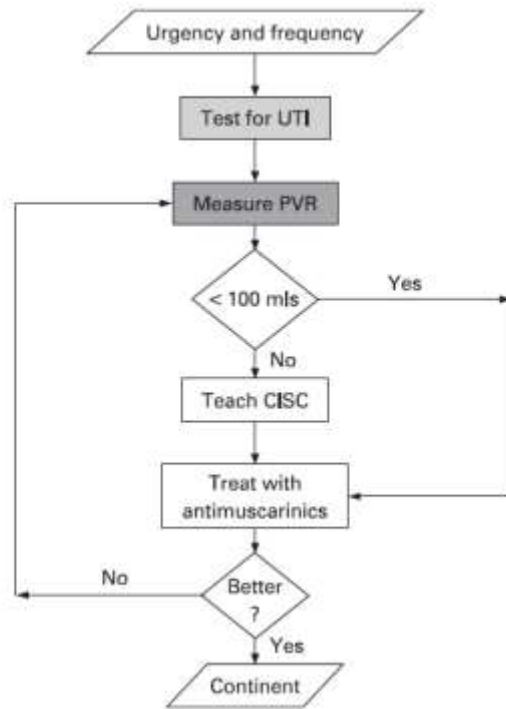 Urgency and frequency
Test for UTI
Measure PVR
< 100 mls
Yes
No
Teach CISC
Treat with
antimuscarinics
No
Better
?
Yes
Continent